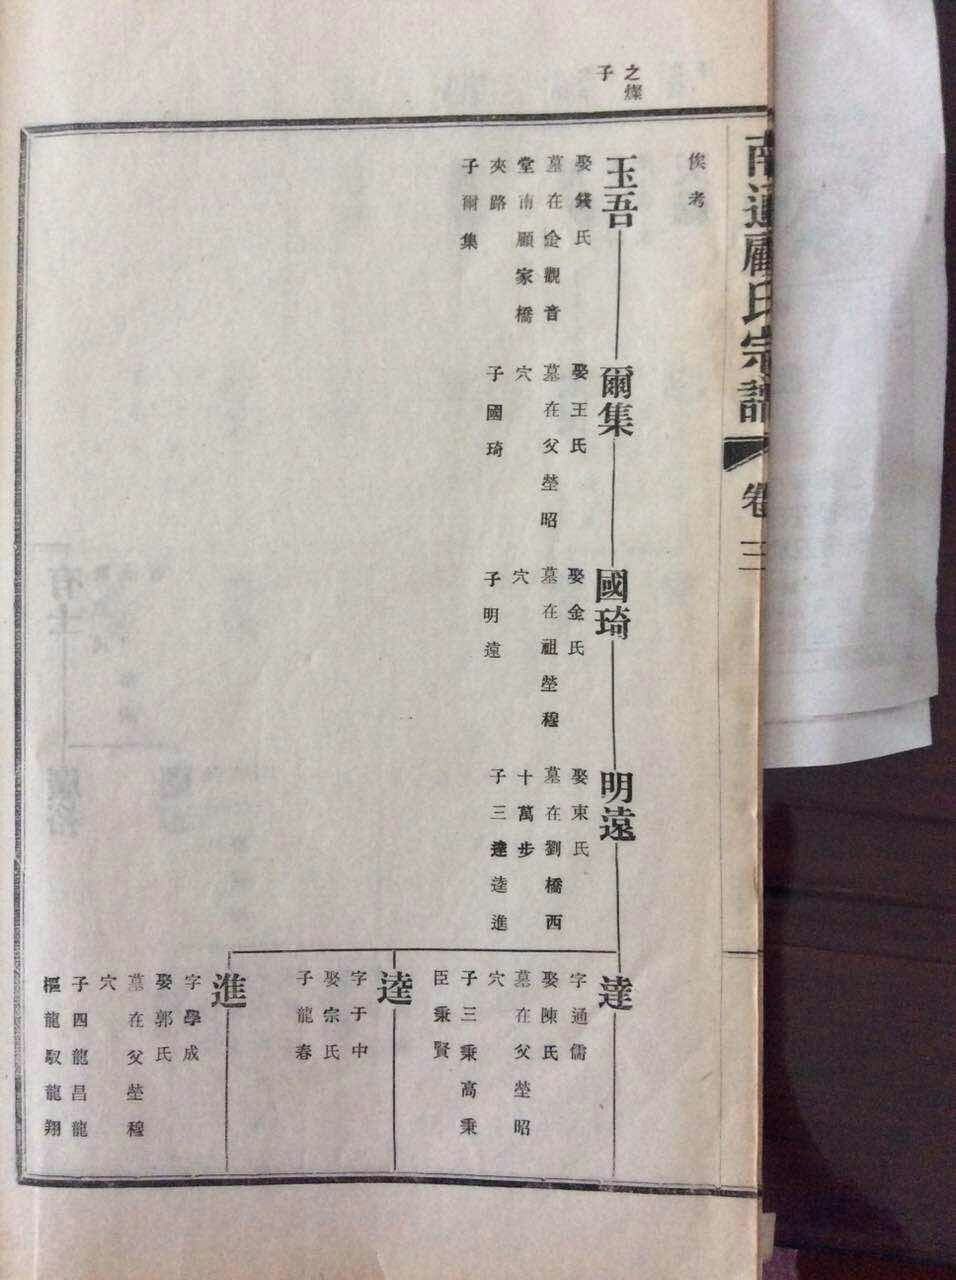 南通顧氏宗譜
卷三
俟考
之燦
子
玉吾
娶錢氏
墓在金觀音
堂南顧家橋
夾路
子爾集
爾集
娶王氏
墓在父塋昭
穴
子國琦
國琦
娶金氏
墓在祖塋穆
穴
子明遠
明遠
娶束氏
墓在劉橋西
十萬步
子三達逵進
達
字通儒
娶陳氏
墓在父塋昭
穴
子三秉高秉
臣秉賢
逵
字于中
娶宗氏
子龍春
進
字學成
娶郭氏
墓在父塋穆
穴
子四龍昌龍
樞龍馭龍翔